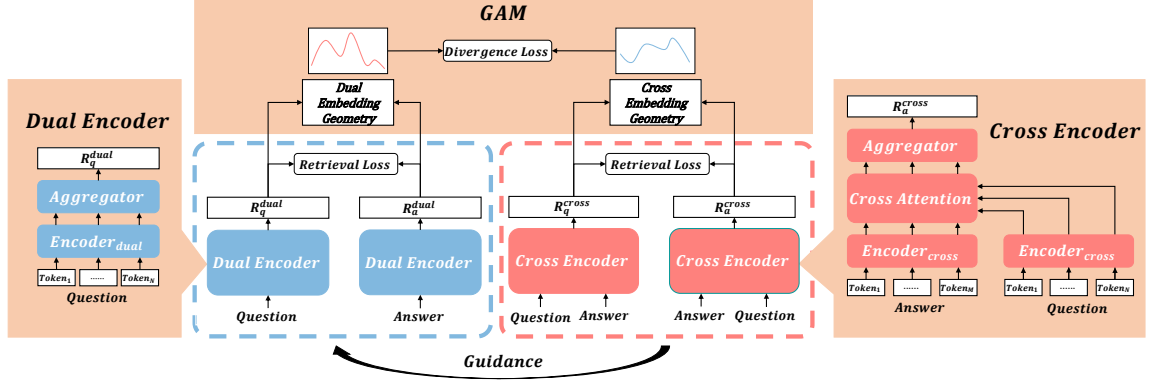 GAM
Divergence Loss
Dual
Embedding
Geometry
Cross
Embedding
Geometry
Dual Encoder
R_q^dual
Aggregator
Encoder_dual
Token_1 ...... Token_N
Question
Retrieval Loss
R_q^dual R_a^dual
Dual Encoder Dual Encoder
Question Answer
Retrieval Loss
R_q^cross R_a^cross
Cross Encoder Cross Encoder
Question Answer Answer Question
Guidance
Cross Encoder
R_a^cross
Aggregator
Cross Attention
Encoder_cross Encoder_cross
Token_1 ...... Token_M Token_1 ...... Token_N
Answer Question